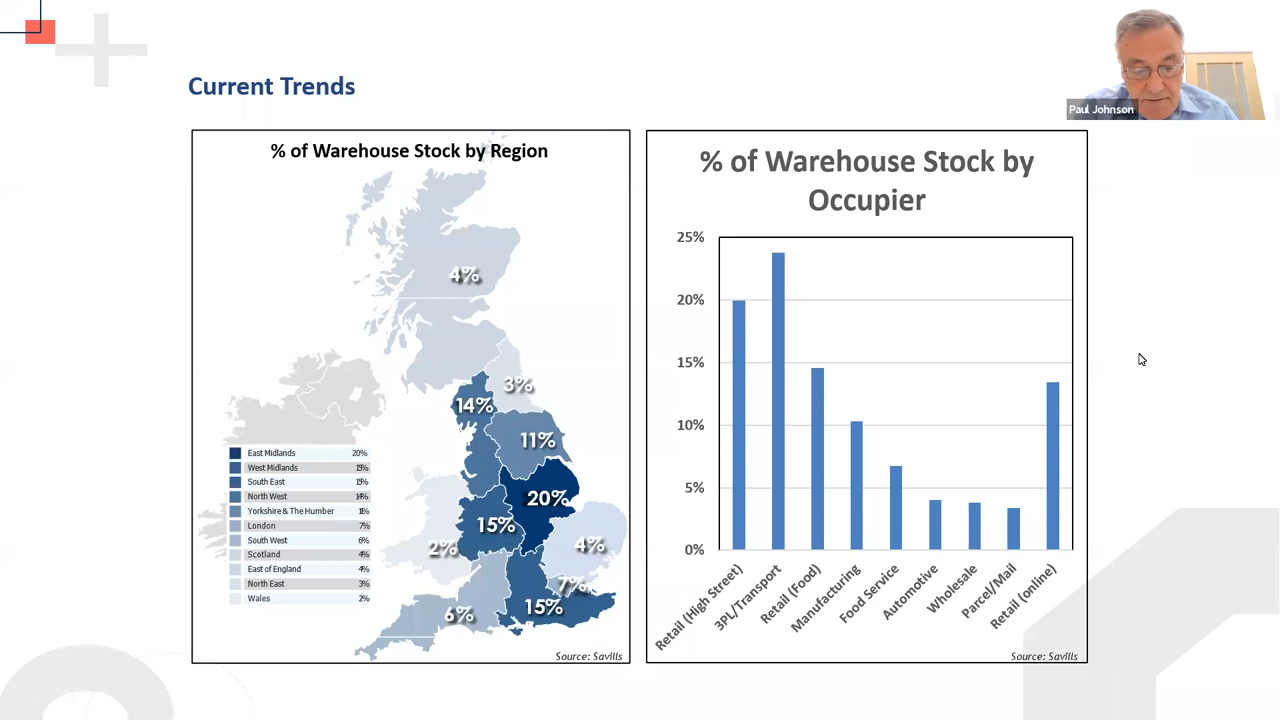 Current Trends
Paul Johnson
% of Warehouse Stock by Region
4%
3%
14%
11%
20%
15%
2%
4%
7%
15%
6%
East Midlands 20%
West Midlands 15%
South East 15%
North West 14%
Yorkshire & The Humber
London 7%
South West 6%
Scotland 4%
East of England 4%
North East 3%
Wales 2%
Source: Savills
% of Warehouse Stock by
Occupier
25%
20%
15%
10%
5%
0%
Retail (High Street)
3PL/Transport
Retail (Food)
Manufacturing
Food Service
Automotive
Wholesale
Parcel/Mail
Retail (online)
Source: Savills